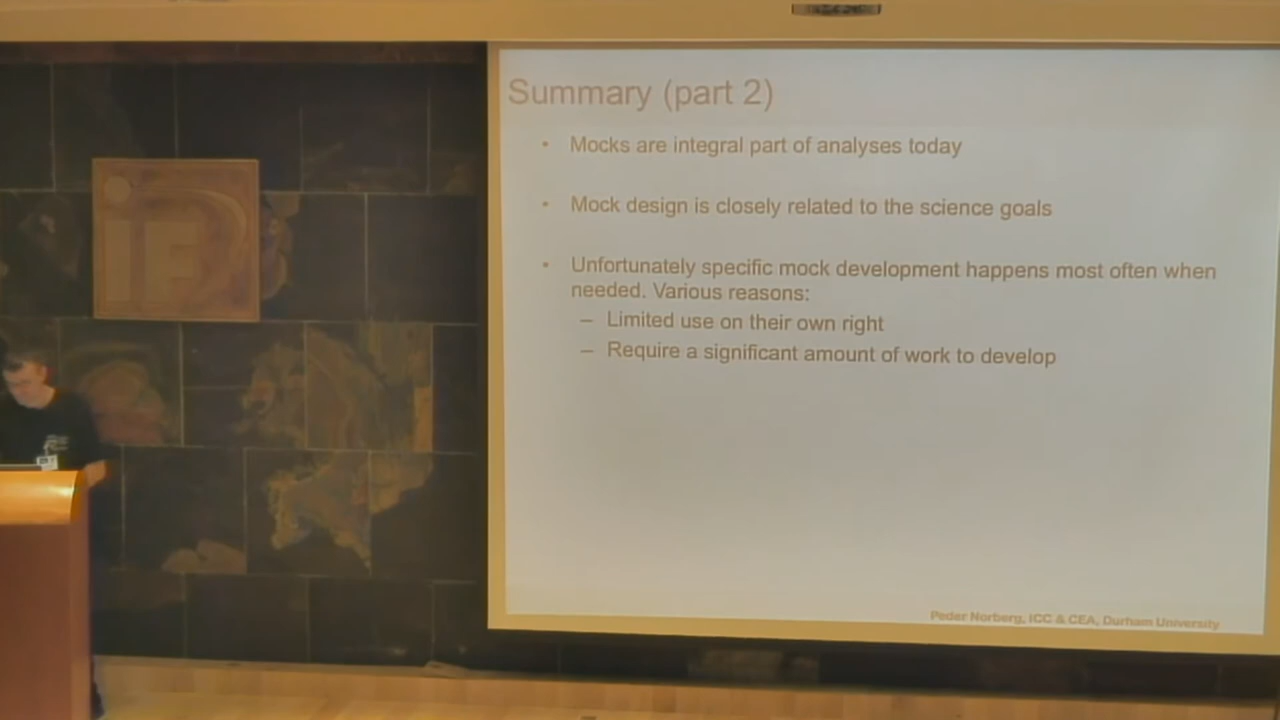 Summary (part 2)
• Mocks are integral part of analyses today
• Mock design is closely related to the science goals
• Unfortunately specific mock development happens most often when
needed. Various reasons:
– Limited use on their own right
– Require a significant amount of work to develop
Peder Norberg, ICC & CEA, Durham University